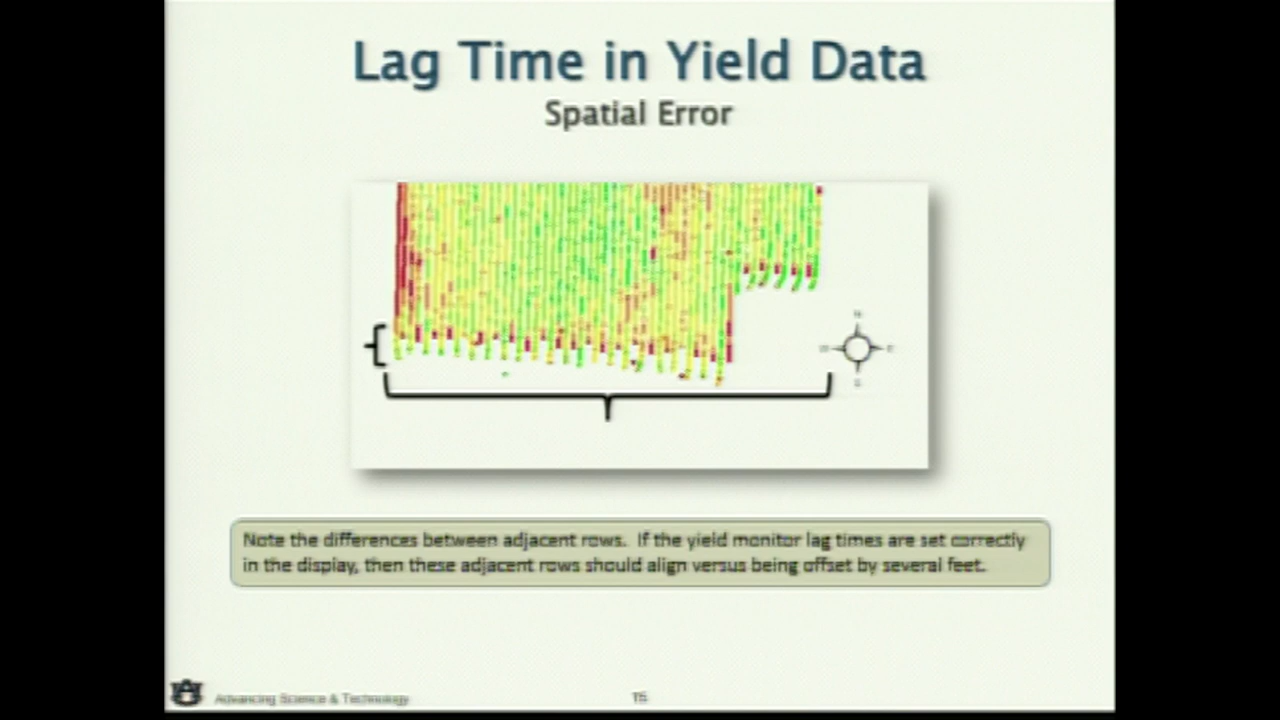 Lag Time in Yield Data
Spatial Error
N
E
S
Note the differences between adjacent rows. If the yield monitor lag times are set correctly
in the display, then these adjacent rows should align versus being offset by several feet.
Advancing Science & Technology